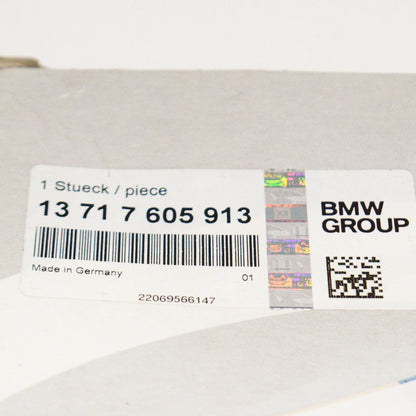 1 Stueck / piece
13 71 7 605 913
Made in Germany
01
22069566147
BMW
GROUP